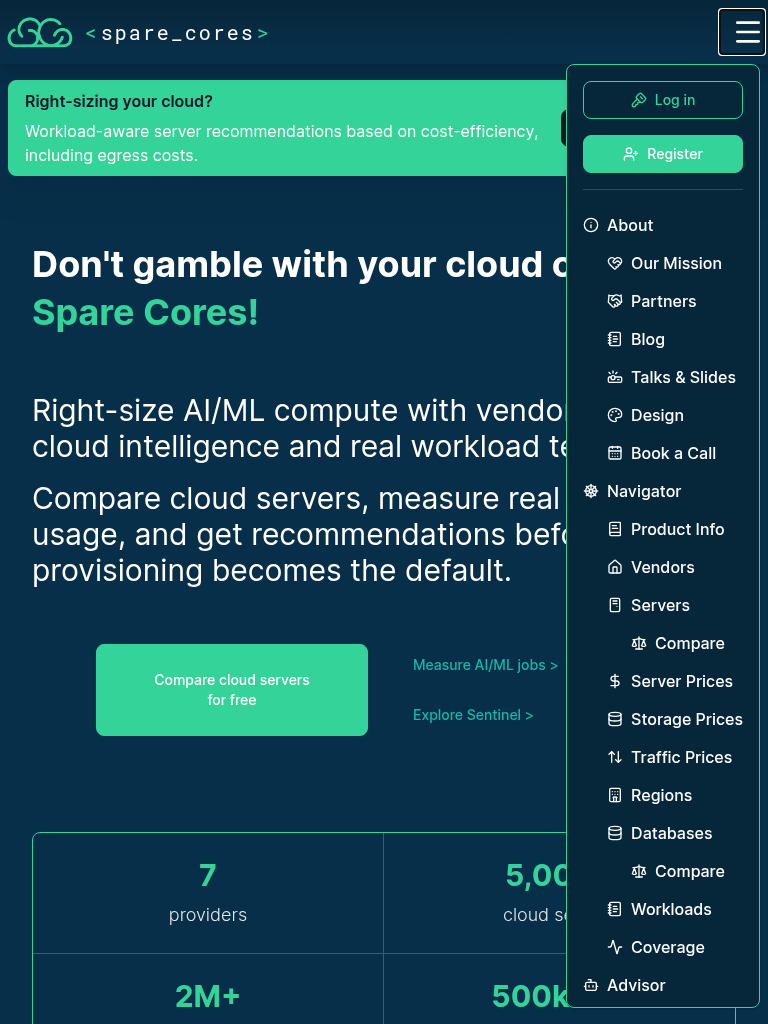 <spare_cores>
Right-sizing your cloud?
Workload-aware server recommendations based on cost-efficiency,
including egress costs.
Log in
Register
About
Our Mission
Partners
Blog
Talks & Slides
Design
Book a Call
Navigator
Product Info
Vendors
Servers
Compare
Server Prices
Storage Prices
Traffic Prices
Regions
Databases
Compare
Workloads
Coverage
Advisor
Don't gamble with your cloud
Spare Cores!
Right-size AI/ML compute with
cloud intelligence and real workload
Compare cloud servers, measure real
usage, and get recommendations
provisioning becomes the default.
Compare cloud servers
for free
Measure AI/ML jobs >
Explore Sentinel >
7
providers
5,00
cloud
2M+
500k